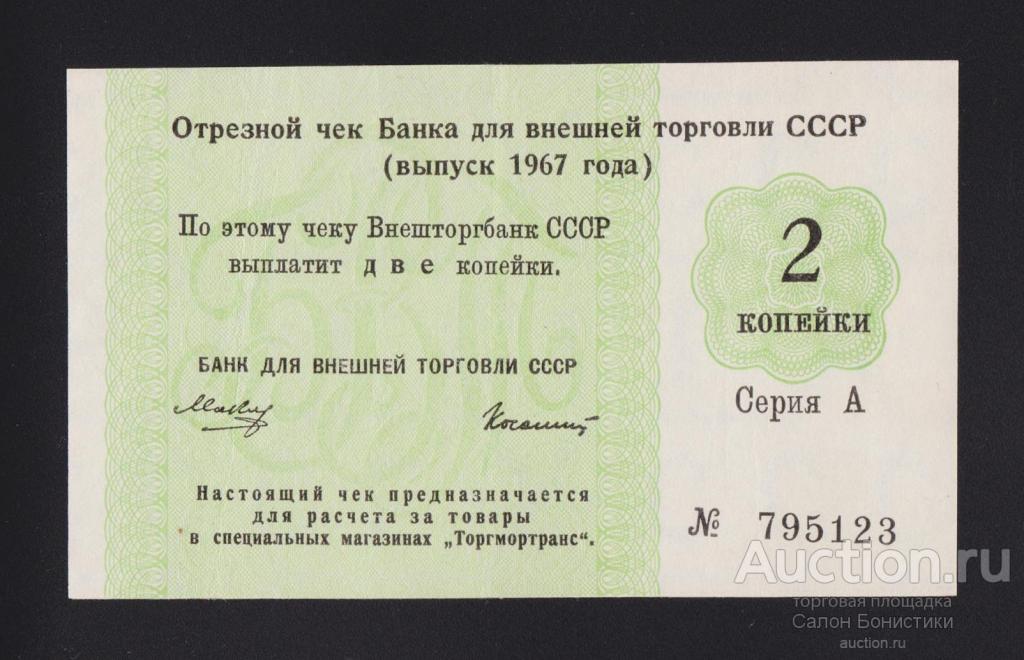 Отрезной чек Банка для внешней торговли СССР
(выпуск 1967 года)
По этому чеку Внешторгбанк СССР
выплатит две копейки.
2
КОПЕЙКИ
БАНК ДЛЯ ВНЕШНЕЙ ТОРГОВЛИ СССР
Серия А
Настоящий чек предназначается
для расчета за товары
в специальных магазинах „Торгмортранс“.
№ 795123
Auction.ru
торговая площадка
Салон Бонистики
auction.ru